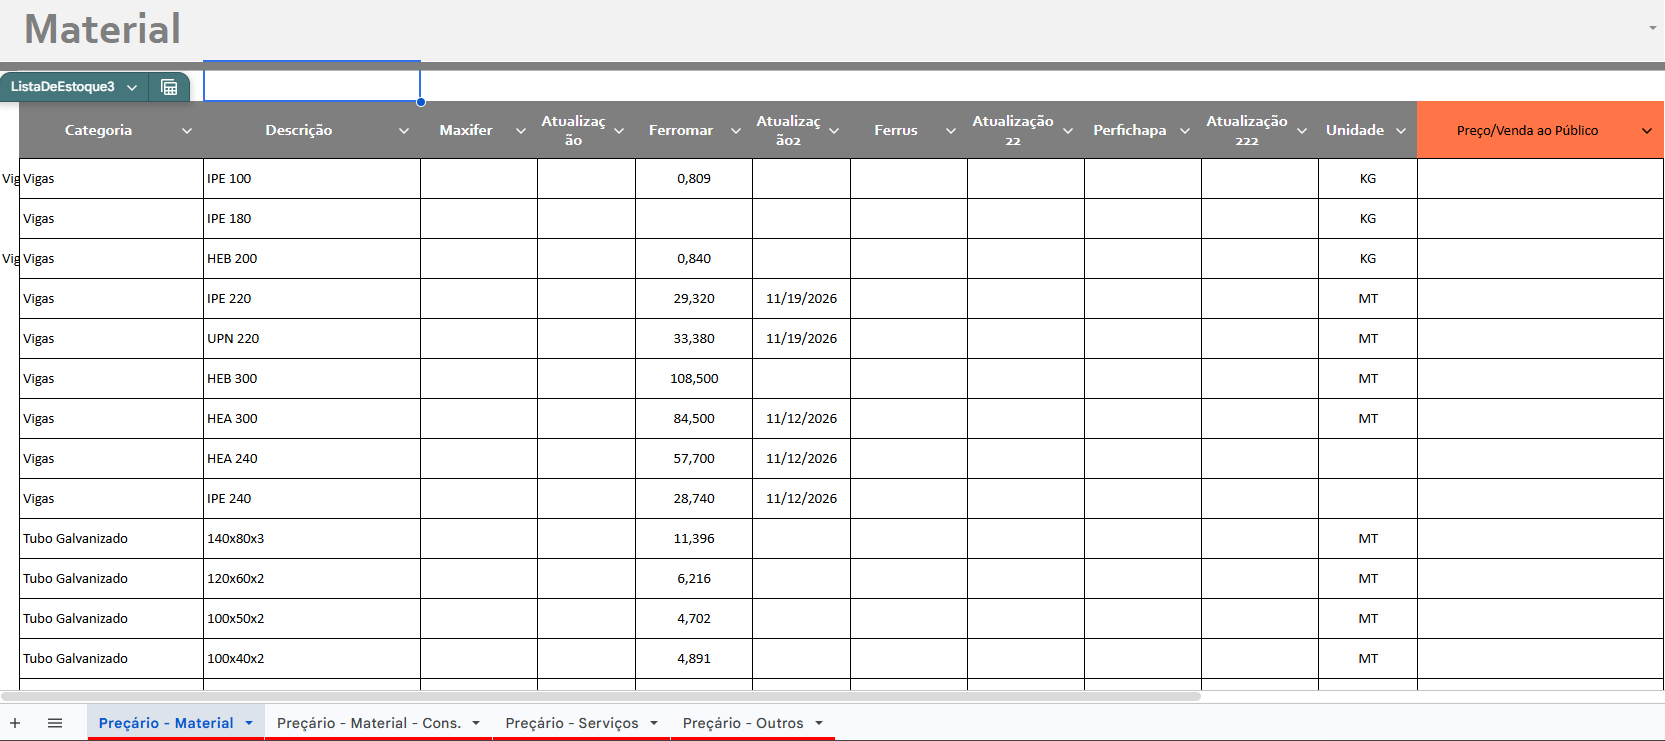 Material
ListaDeEstoque3
Categoria Descrição Maxifer Atualizaç ão Ferromar Atualizaç ão2 Ferrus Atualização 22 Perfichapa Atualização 222 Unidade Preço/Venda ao Público
Vig Vigas IPE 100 0,809 KG
Vigas IPE 180 KG
Vig Vigas HEB 200 0,840 KG
Vigas IPE 220 29,320 11/19/2026 MT
Vigas UPN 220 33,380 11/19/2026 MT
Vigas HEB 300 108,500 MT
Vigas HEA 300 84,500 11/12/2026 MT
Vigas HEA 240 57,700 11/12/2026
Vigas IPE 240 28,740 11/12/2026
Tubo Galvanizado 140x80x3 11,396 MT
Tubo Galvanizado 120x60x2 6,216 MT
Tubo Galvanizado 100x50x2 4,702 MT
Tubo Galvanizado 100x40x2 4,891 MT
Preçário - Material Preçário - Material - Cons. Preçário - Serviços Preçário - Outros